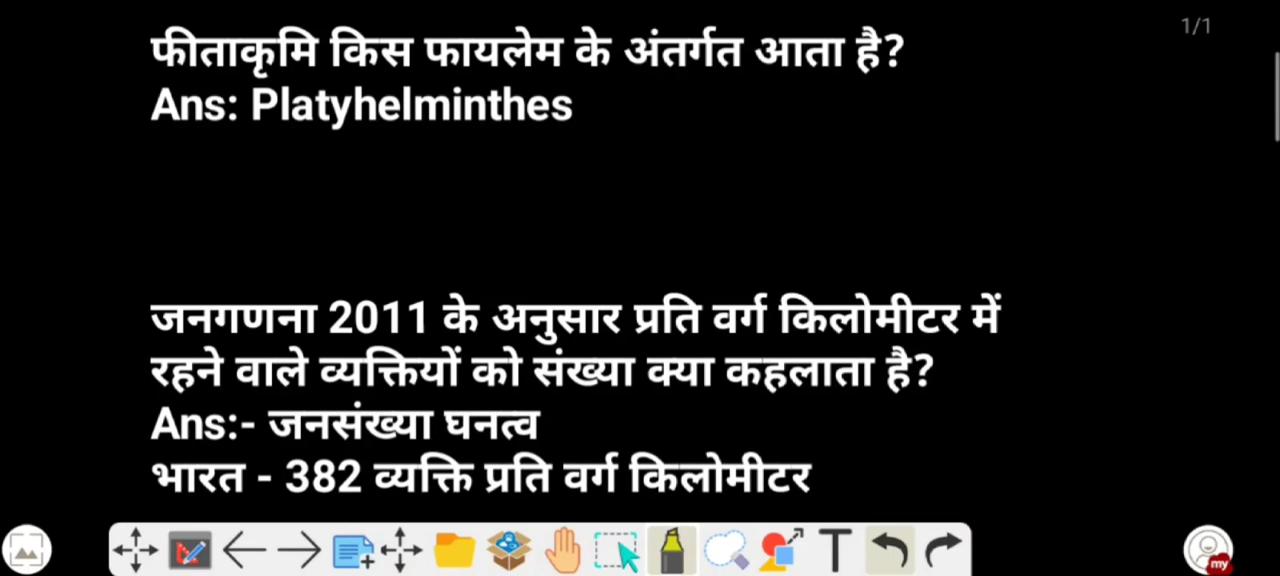 1/1
फीताकृमि किस फायलेम के अंतर्गत आता है?
Ans: Platyhelminthes
जनगणना 2011 के अनुसार प्रति वर्ग किलोमीटर में
रहने वाले व्यक्तियों को संख्या क्या कहलाता है?
Ans:- जनसंख्या घनत्व
भारत - 382 व्यक्ति प्रति वर्ग किलोमीटर
T
my